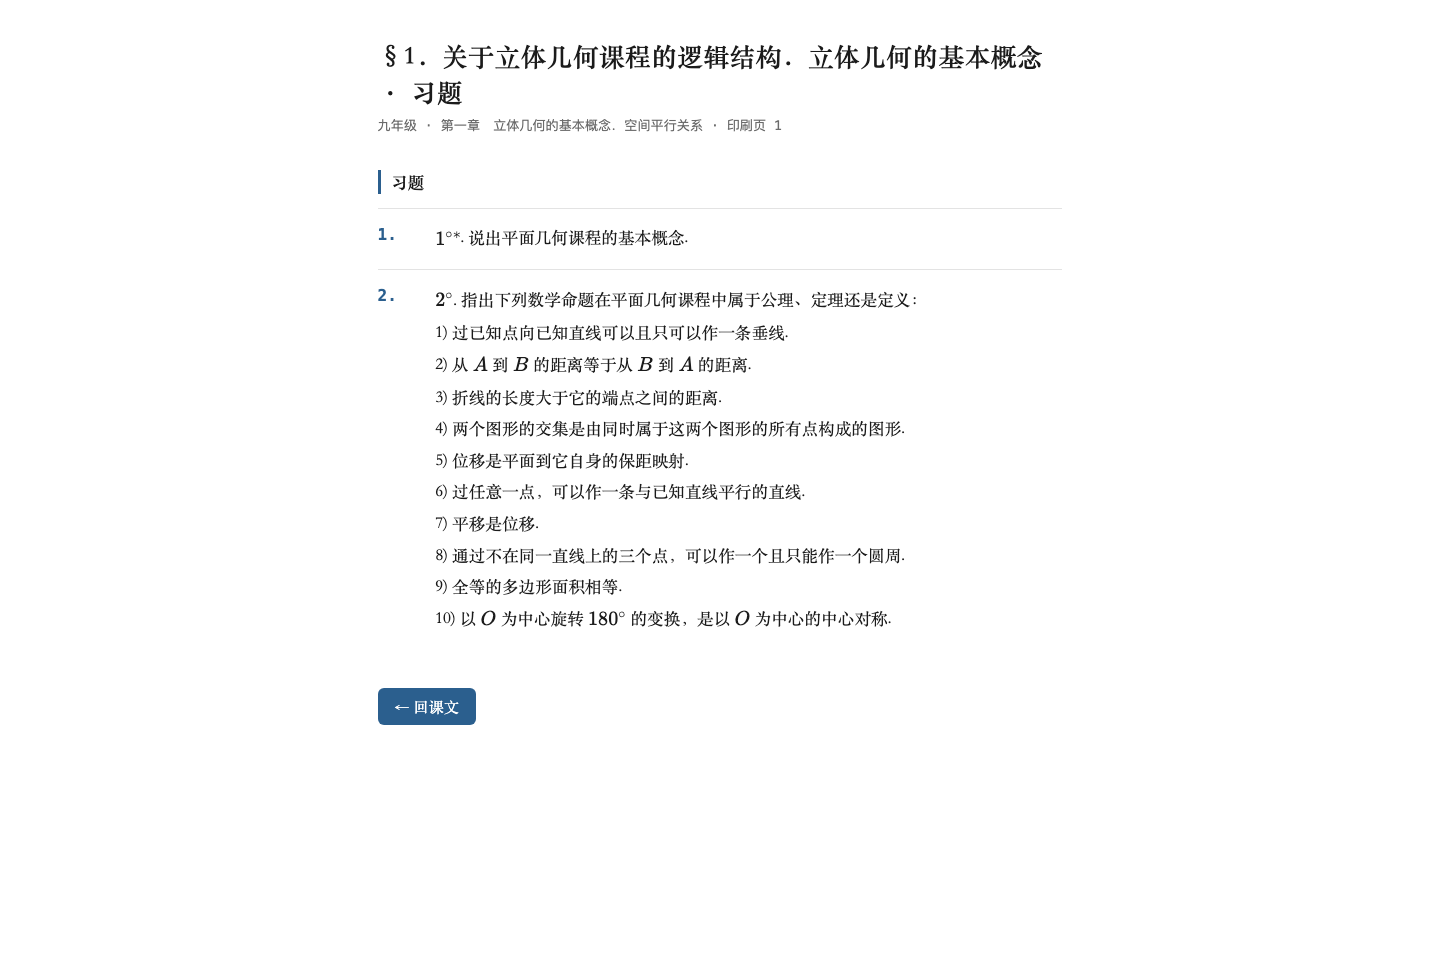 § 1．关于立体几何课程的逻辑结构．立体几何的基本概念
· 习题
九年级 · 第一章　立体几何的基本概念．空间平行关系 · 印刷页 1
习题
1. 1°*. 说出平面几何课程的基本概念.
2. 2°. 指出下列数学命题在平面几何课程中属于公理、定理还是定义：
1) 过已知点向已知直线可以且只可以作一条垂线.
2) 从 A 到 B 的距离等于从 B 到 A 的距离.
3) 折线的长度大于它的端点之间的距离.
4) 两个图形的交集是由同时属于这两个图形的所有点构成的图形.
5) 位移是平面到它自身的保距映射.
6) 过任意一点，可以作一条与已知直线平行的直线.
7) 平移是位移.
8) 通过不在同一直线上的三个点，可以作一个且只能作一个圆周.
9) 全等的多边形面积相等.
10) 以 O 为中心旋转 180° 的变换，是以 O 为中心的中心对称.
← 回课文